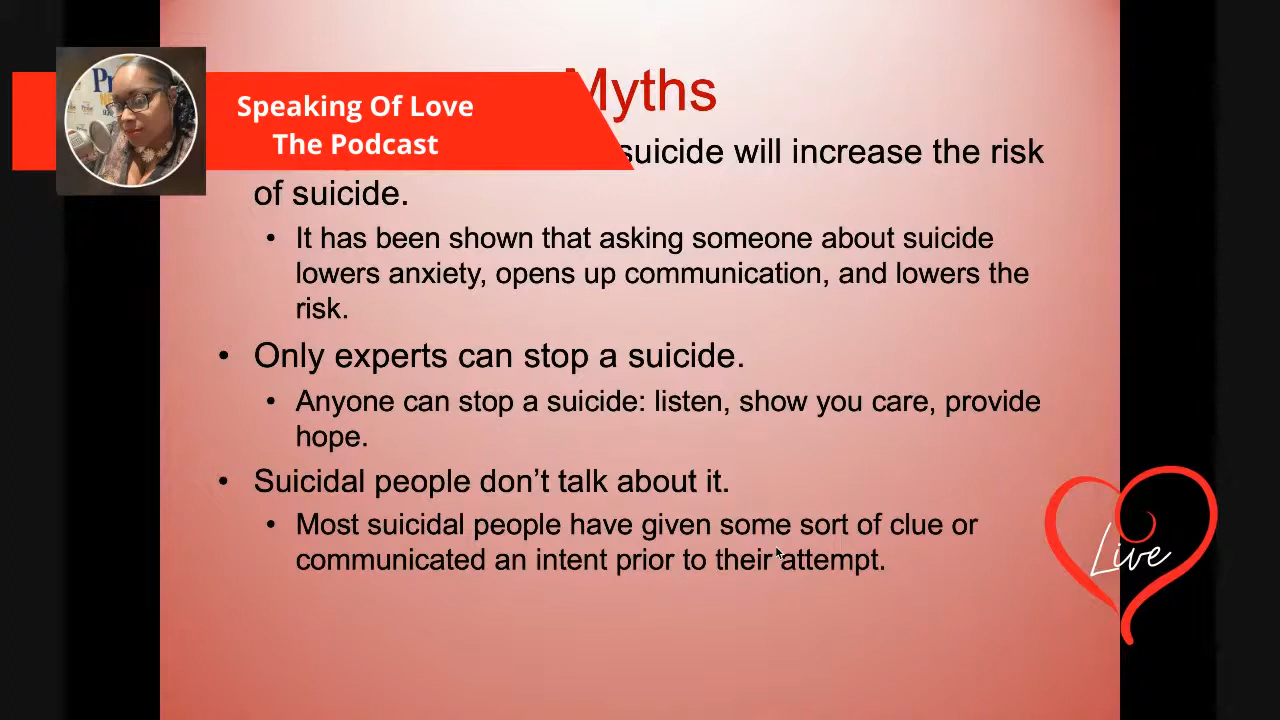 Speaking Of Love
The Podcast
Myths
suicide will increase the risk
of suicide.
• It has been shown that asking someone about suicide
lowers anxiety, opens up communication, and lowers the
risk.
• Only experts can stop a suicide.
• Anyone can stop a suicide: listen, show you care, provide
hope.
• Suicidal people don’t talk about it.
• Most suicidal people have given some sort of clue or
communicated an intent prior to their attempt.
Live